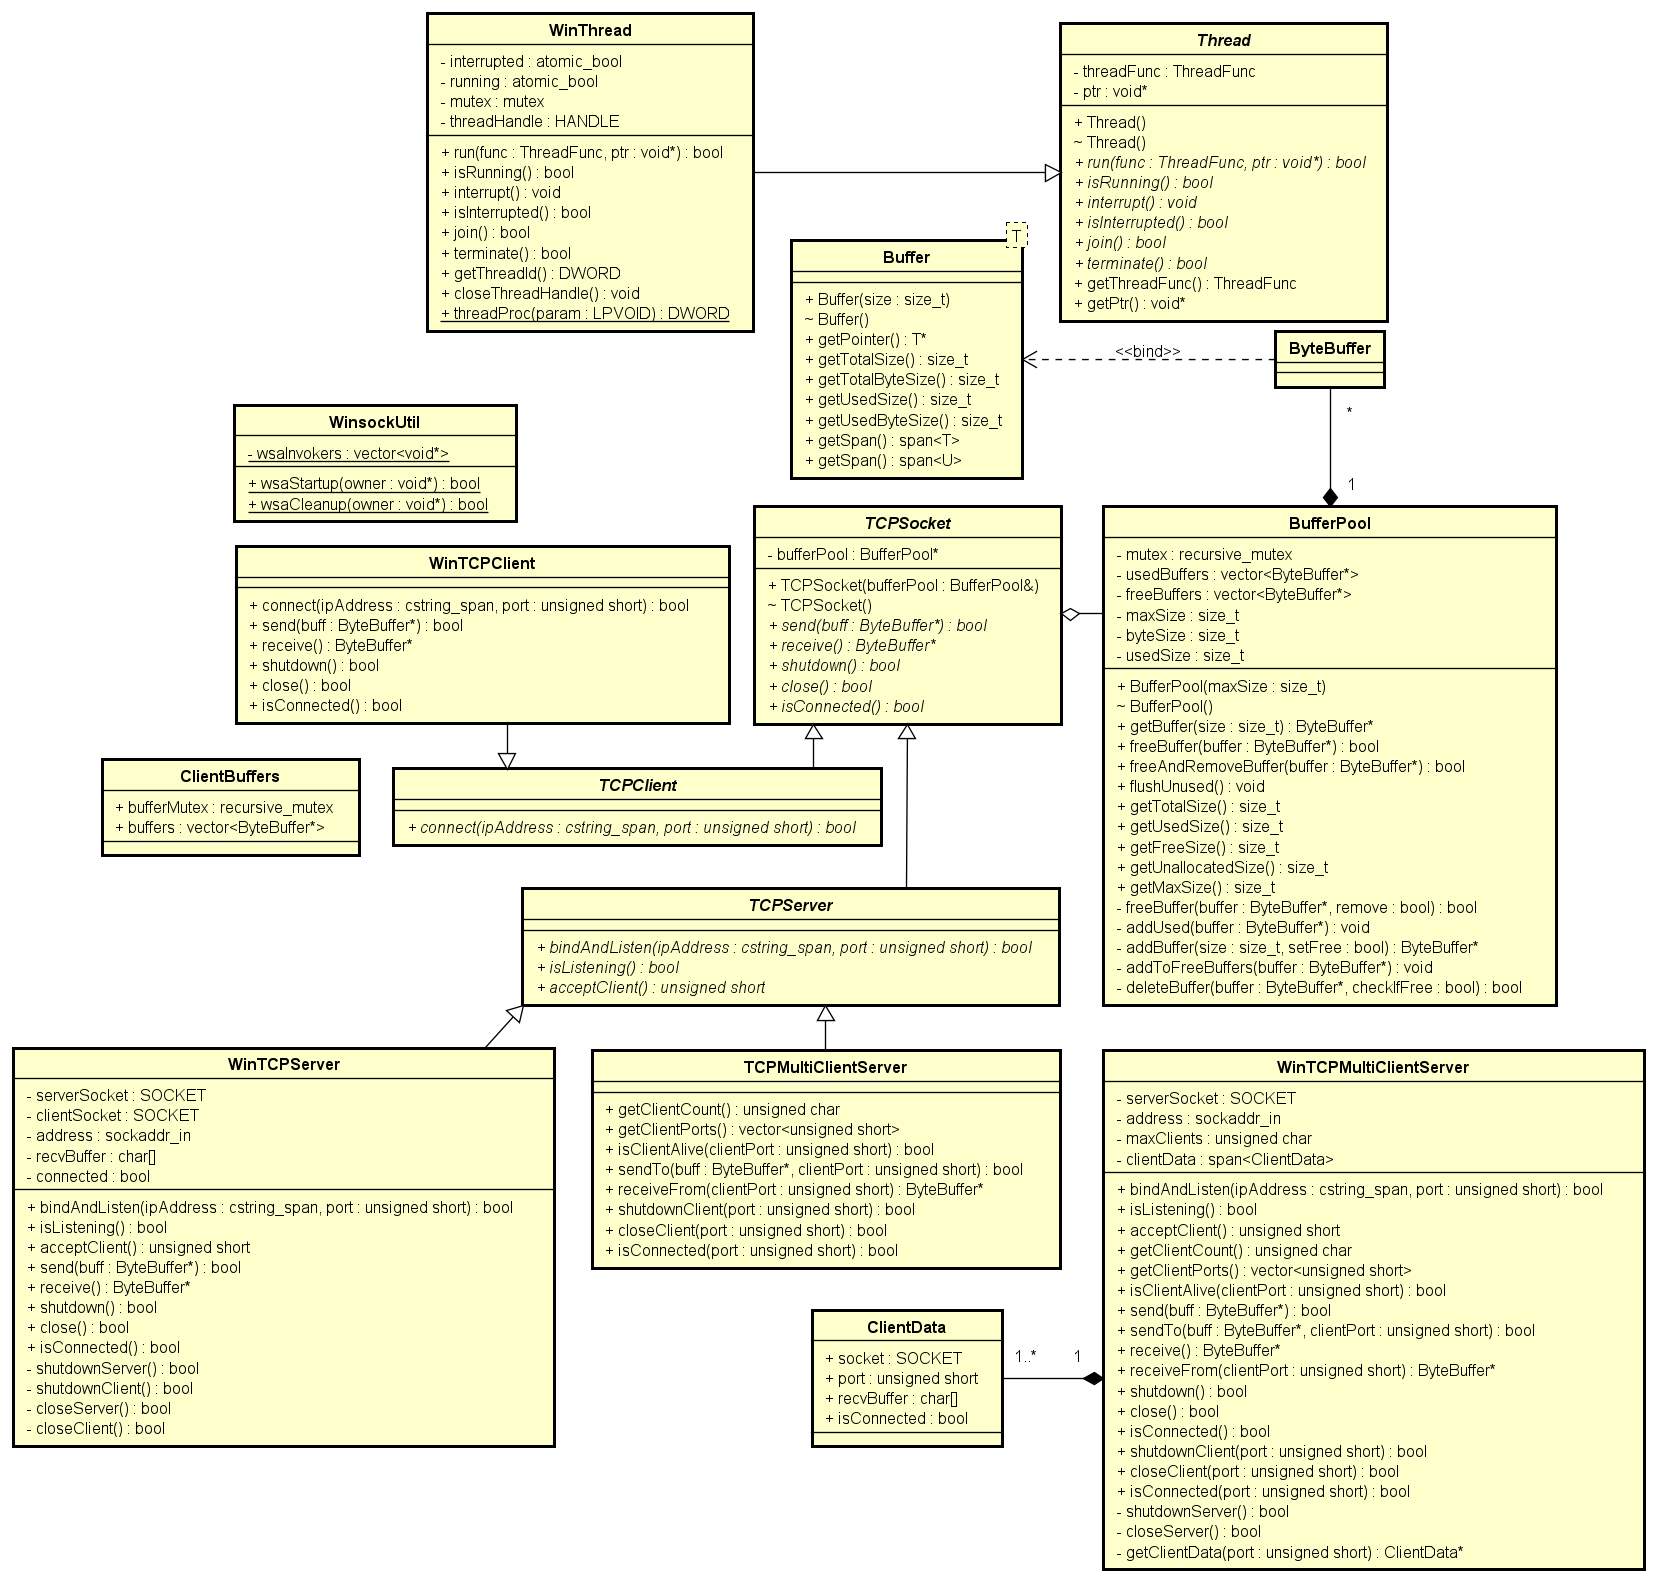 WinThread
- interrupted : atomic_bool
- running : atomic_bool
- mutex : mutex
- threadHandle : HANDLE
+ run(func : ThreadFunc, ptr : void*) : bool
+ isRunning() : bool
+ interrupt() : void
+ isInterrupted() : bool
+ join() : bool
+ terminate() : bool
+ getThreadId() : DWORD
+ closeThreadHandle() : void
+ threadProc(param : LPVOID) : DWORD
Thread
- threadFunc : ThreadFunc
- ptr : void*
+ Thread()
~ Thread()
+ run(func : ThreadFunc, ptr : void*) : bool
+ isRunning() : bool
+ interrupt() : void
+ isInterrupted() : bool
+ join() : bool
+ terminate() : bool
+ getThreadFunc() : ThreadFunc
+ getPtr() : void*
T
Buffer
+ Buffer(size : size_t)
~ Buffer()
+ getPointer() : T*
+ getTotalSize() : size_t
+ getTotalByteSize() : size_t
+ getUsedSize() : size_t
+ getUsedByteSize() : size_t
+ getSpan() : span<T>
+ getSpan() : span<U>
<<bind>>
ByteBuffer
*
1
WinsockUtil
- wsaInvokers : vector<void*>
+ wsaStartup(owner : void*) : bool
+ wsaCleanup(owner : void*) : bool
TCPSocket
- bufferPool : BufferPool*
+ TCPSocket(bufferPool : BufferPool&)
~ TCPSocket()
+ send(buff : ByteBuffer*) : bool
+ receive() : ByteBuffer*
+ shutdown() : bool
+ close() : bool
+ isConnected() : bool
BufferPool
- mutex : recursive_mutex
- usedBuffers : vector<ByteBuffer*>
- freeBuffers : vector<ByteBuffer*>
- maxSize : size_t
- byteSize : size_t
- usedSize : size_t
+ BufferPool(maxSize : size_t)
~ BufferPool()
+ getBuffer(size : size_t) : ByteBuffer*
+ freeBuffer(buffer : ByteBuffer*) : bool
+ freeAndRemoveBuffer(buffer : ByteBuffer*) : bool
+ flushUnused() : void
+ getTotalSize() : size_t
+ getUsedSize() : size_t
+ getFreeSize() : size_t
+ getUnallocatedSize() : size_t
+ getMaxSize() : size_t
- freeBuffer(buffer : ByteBuffer*, remove : bool) : bool
- addUsed(buffer : ByteBuffer*) : void
- addBuffer(size : size_t, setFree : bool) : ByteBuffer*
- addToFreeBuffers(buffer : ByteBuffer*) : void
- deleteBuffer(buffer : ByteBuffer*, checkIfFree : bool) : bool
WinTCPClient
+ connect(ipAddress : cstring_span, port : unsigned short) : bool
+ send(buff : ByteBuffer*) : bool
+ receive() : ByteBuffer*
+ shutdown() : bool
+ close() : bool
+ isConnected() : bool
ClientBuffers
+ bufferMutex : recursive_mutex
+ buffers : vector<ByteBuffer*>
TCPClient
+ connect(ipAddress : cstring_span, port : unsigned short) : bool
TCPServer
+ bindAndListen(ipAddress : cstring_span, port : unsigned short) : bool
+ isListening() : bool
+ acceptClient() : unsigned short
WinTCPServer
- serverSocket : SOCKET
- clientSocket : SOCKET
- address : sockaddr_in
- recvBuffer : char[]
- connected : bool
+ bindAndListen(ipAddress : cstring_span, port : unsigned short) : bool
+ isListening() : bool
+ acceptClient() : unsigned short
+ send(buff : ByteBuffer*) : bool
+ receive() : ByteBuffer*
+ shutdown() : bool
+ close() : bool
+ isConnected() : bool
- shutdownServer() : bool
- shutdownClient() : bool
- closeServer() : bool
- closeClient() : bool
TCPMultiClientServer
+ getClientCount() : unsigned char
+ getClientPorts() : vector<unsigned short>
+ isClientAlive(clientPort : unsigned short) : bool
+ sendTo(buff : ByteBuffer*, clientPort : unsigned short) : bool
+ receiveFrom(clientPort : unsigned short) : ByteBuffer*
+ shutdownClient(port : unsigned short) : bool
+ closeClient(port : unsigned short) : bool
+ isConnected(port : unsigned short) : bool
ClientData
+ socket : SOCKET
+ port : unsigned short
+ recvBuffer : char[]
+ isConnected : bool
1..*
1
WinTCPMultiClientServer
- serverSocket : SOCKET
- address : sockaddr_in
- maxClients : unsigned char
- clientData : span<ClientData>
+ bindAndListen(ipAddress : cstring_span, port : unsigned short) : bool
+ isListening() : bool
+ acceptClient() : unsigned short
+ getClientCount() : unsigned char
+ getClientPorts() : vector<unsigned short>
+ isClientAlive(clientPort : unsigned short) : bool
+ send(buff : ByteBuffer*) : bool
+ sendTo(buff : ByteBuffer*, clientPort : unsigned short) : bool
+ receive() : ByteBuffer*
+ receiveFrom(clientPort : unsigned short) : ByteBuffer*
+ shutdown() : bool
+ close() : bool
+ isConnected() : bool
+ shutdownClient(port : unsigned short) : bool
+ closeClient(port : unsigned short) : bool
+ isConnected(port : unsigned short) : bool
- shutdownServer() : bool
- closeServer() : bool
- getClientData(port : unsigned short) : ClientData*